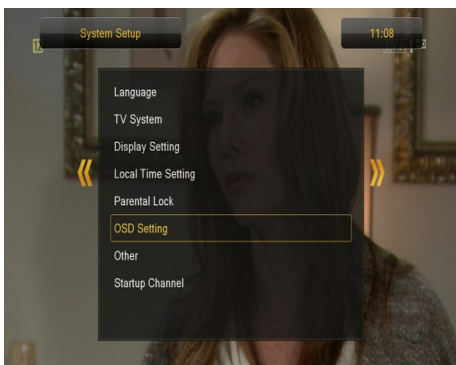 System Setup
11:08
Language
TV System
Display Setting
Local Time Setting
Parental Lock
OSD Setting
Other
Startup Channel